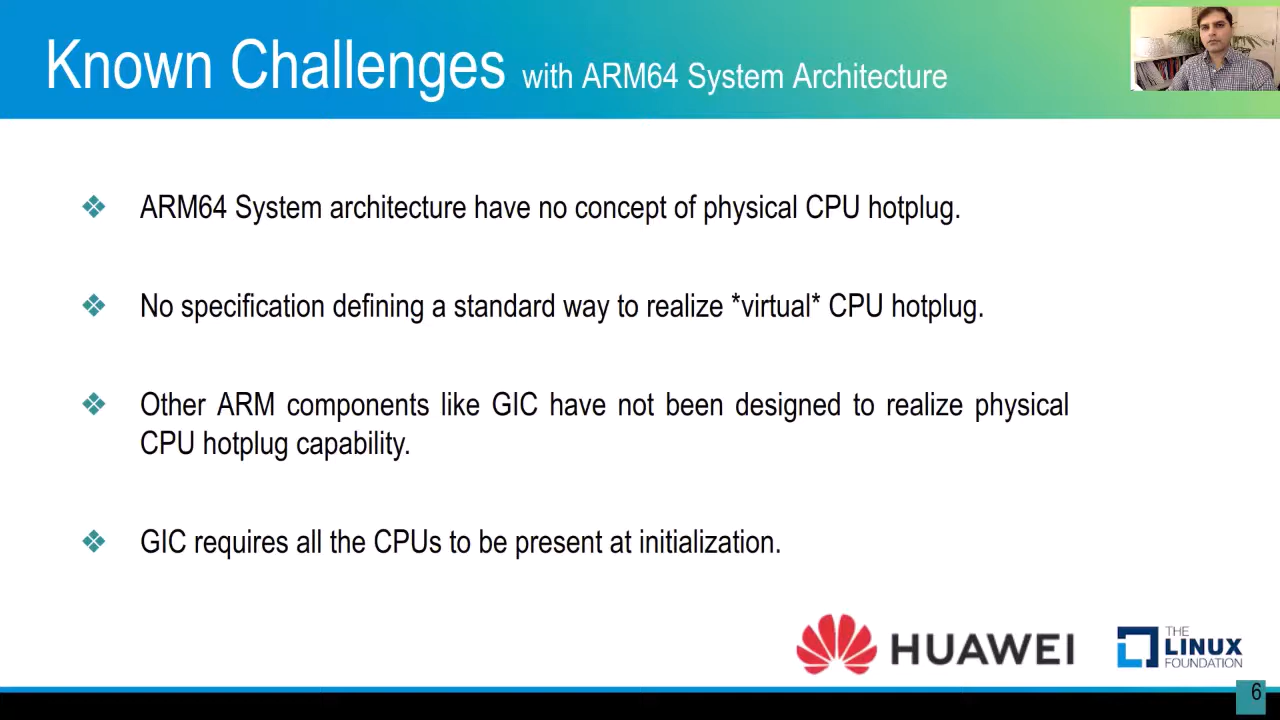 Known Challenges with ARM64 System Architecture
ARM64 System architecture have no concept of physical CPU hotplug.
No specification defining a standard way to realize *virtual* CPU hotplug.
Other ARM components like GIC have not been designed to realize physical
CPU hotplug capability.
GIC requires all the CPUs to be present at initialization.
HUAWEI
THE
LINUX
FOUNDATION
6